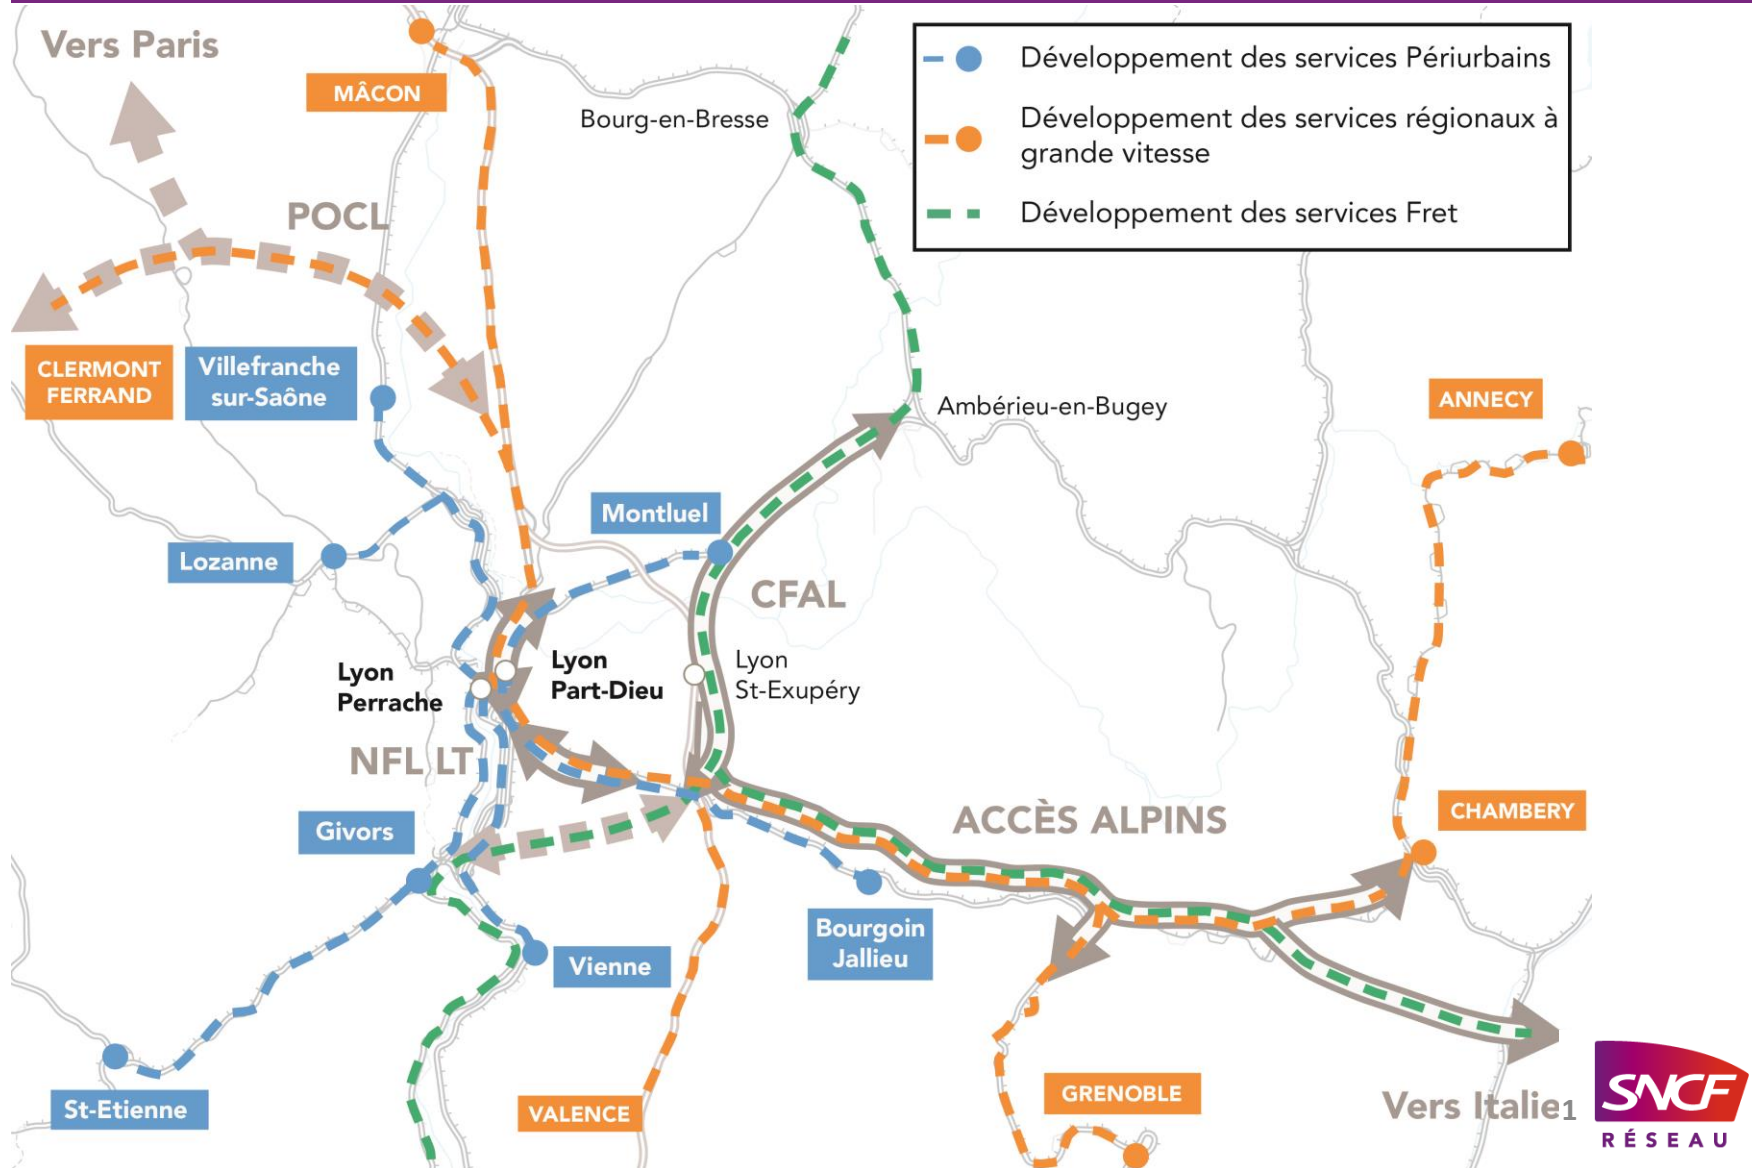 Vers Paris
MÂCON
Bourg-en-Bresse
Développement des services Périurbains
Développement des services régionaux à
grande vitesse
Développement des services Fret
POCL
CLERMONT
FERRAND
Villefranche
sur-Saône
Ambérieu-en-Bugey
ANNECY
Montluel
Lozanne
CFAL
Lyon
Perrache
Lyon
Part-Dieu
Lyon
St-Exupéry
NFL LT
Givors
ACCÈS ALPINS
CHAMBERY
Bourgoin
Jallieu
Vienne
St-Etienne
VALENCE
GRENOBLE
Vers Italie
1
SNCF
RÉSEAU